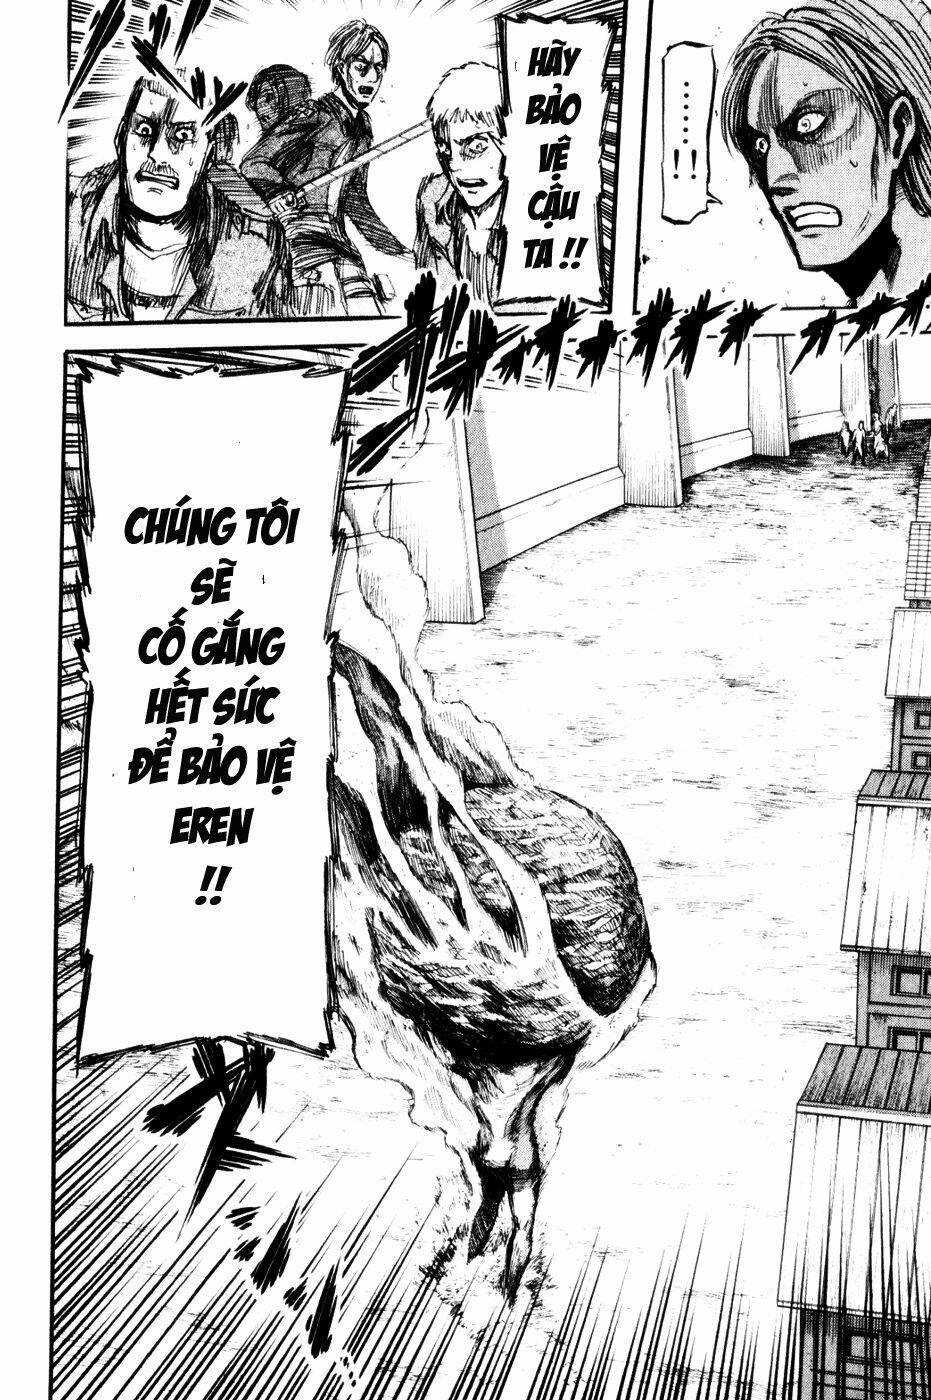 ……!!
HÃY
BẢO
VỆ
CẬU
TA !!
CHÚNG TÔI
SẼ
CỐ GẮNG
HẾT SỨC
ĐỂ BẢO VỆ
EREN
!!